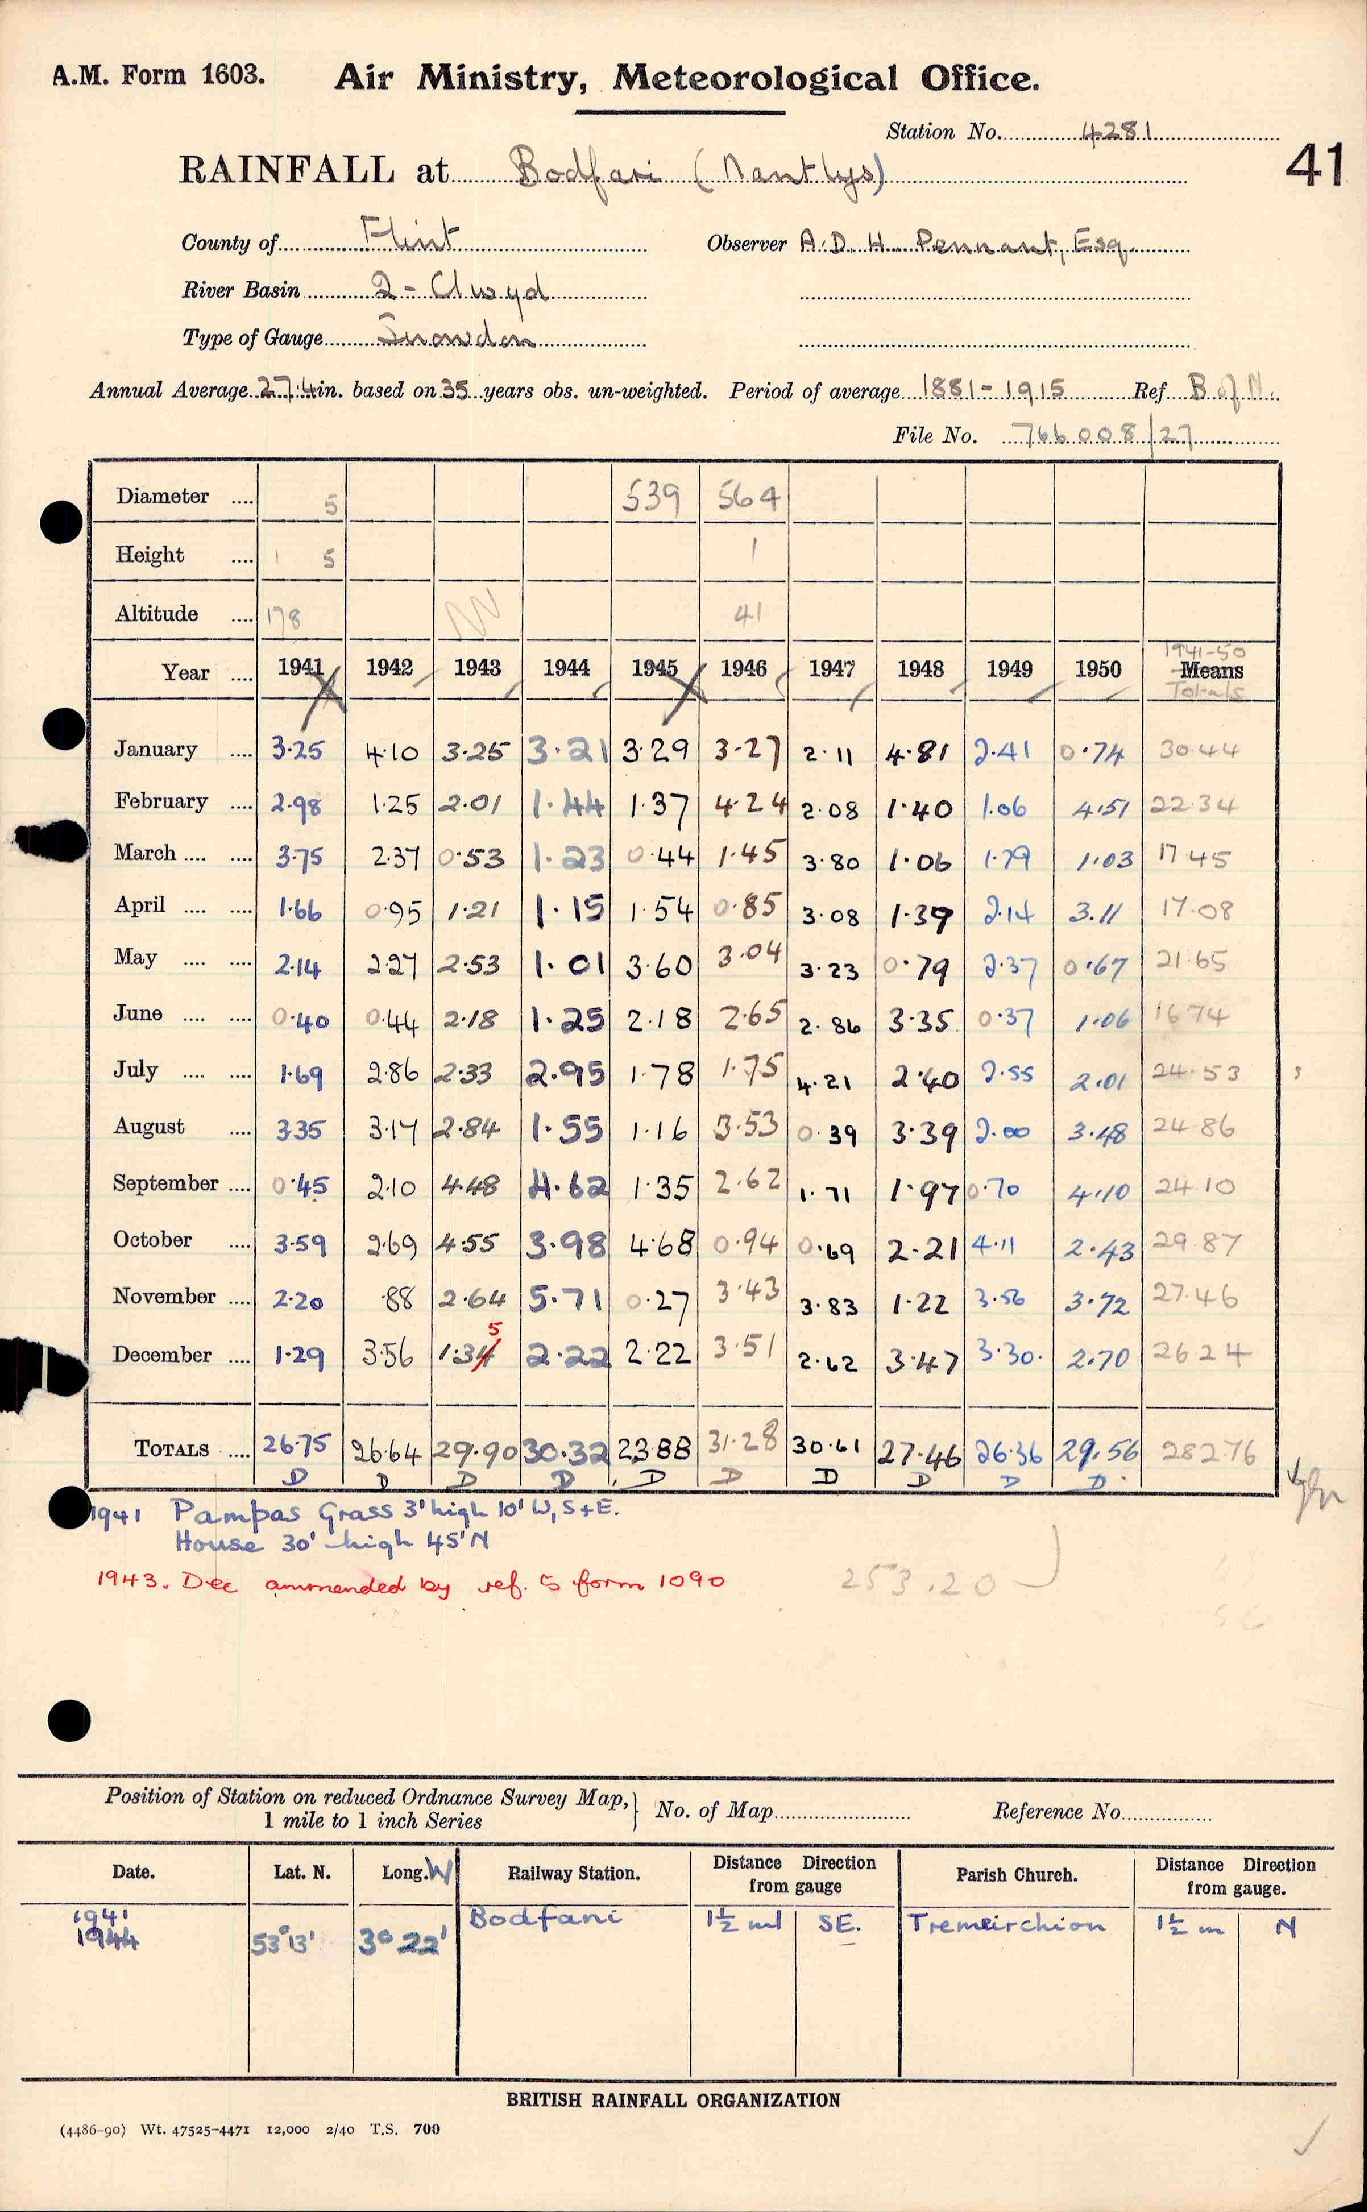 A.M. Form 1603. Air Ministry, Meteorological Office.
Station No. 4281
41
RAINFALL at Bodfari (Nantlys)
County of Flint Observer A.D.H. Pennant, Esq.
River Basin 2 - Clwyd
Type of Gauge Snowdon
Annual Average 27.4 in. based on 35 years obs. un-weighted. Period of average 1881-1915 Ref B of N.
File No. 766008/27
Diameter .... 5 539 564
Height .... 1 5 1
Altitude .... 178 41
1941-50
Year .... 1941 1942 1943 1944 1945 1946 1947 1948 1949 1950 Means
Totals
January .... 3.25 4.10 3.25 3.21 3.29 3.27 2.11 4.81 2.41 0.74 30.44
February .... 2.98 1.25 2.01 1.44 1.37 4.24 2.08 1.40 1.06 4.51 22.34
March .... .... 3.75 2.37 0.53 1.23 0.44 1.45 3.80 1.06 1.79 1.03 17.45
April .... .... 1.66 0.95 1.21 1.15 1.54 0.85 3.08 1.39 2.14 3.11 17.08
May .... .... 2.14 2.27 2.53 1.01 3.60 3.04 3.23 0.79 2.37 0.67 21.65
June .... .... 0.40 0.44 2.18 1.25 2.18 2.65 2.86 3.35 0.37 1.06 16.74
July .... .... 1.69 2.86 2.33 2.95 1.78 1.75 4.21 2.40 2.55 2.01 24.53
August .... 3.35 3.17 2.84 1.55 1.16 3.53 0.39 3.39 2.00 3.48 24.86
September .... 0.45 2.10 4.48 4.62 1.35 2.62 1.71 1.97 0.70 4.10 24.10
October .... 3.59 2.69 4.55 3.98 4.68 0.94 0.69 2.21 4.11 2.43 29.87
November .... 2.20 .88 2.64 5.71 0.27 3.43 3.83 1.22 3.56 3.72 27.46
5
December .... 1.29 3.56 1.34 2.22 2.22 3.51 2.62 3.47 3.30. 2.70 26.24
TOTALS .... 26.75 26.64 29.90 30.32 23.88 31.28 30.61 27.46 26.36 29.56 282.76
D D D D D D D D D D
1941 Pampas Grass 3' high 10' W, S+E.
House 30' high 45' N
1943. Dec ammended by ref. 5 form 1090
253.20
Position of Station on reduced Ordnance Survey Map, } No. of Map Reference No.
1 mile to 1 inch Series
Date. Lat. N. Long. W Railway Station. Distance Direction from gauge Parish Church. Distance Direction from gauge.
1941 Bodfari 1½ ml SE. Tremeirchion 1½ m N
1944 53°13' 3° 22'
BRITISH RAINFALL ORGANIZATION
(4486-90) Wt. 47525-4471 12,000 2/40 T.S. 700